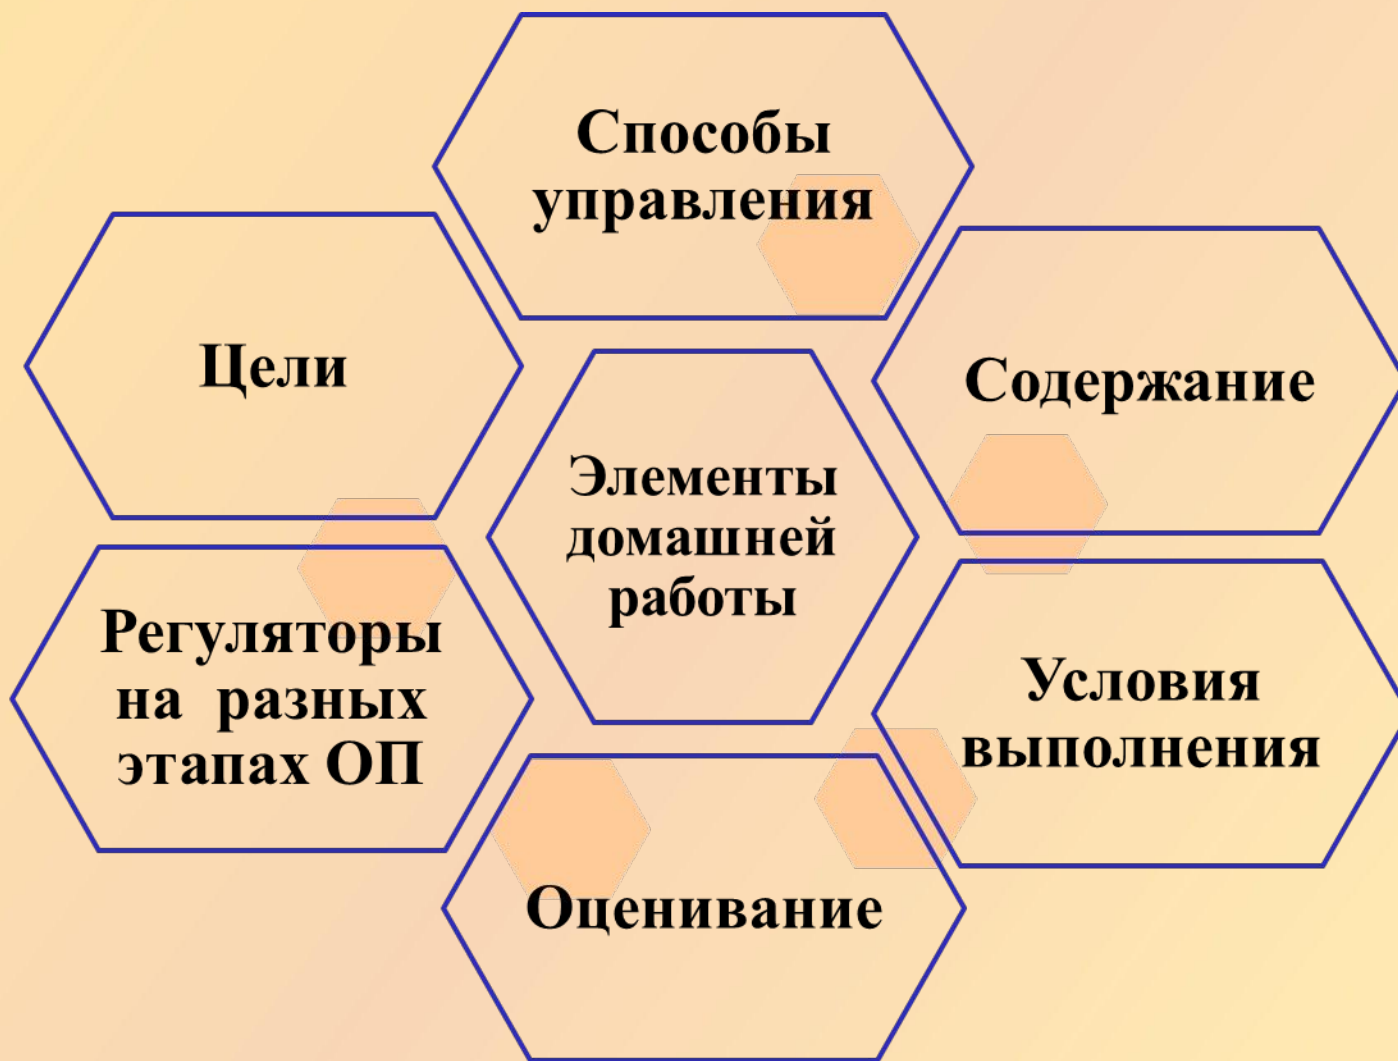 Способы
управления
Цели
Содержание
Элементы
домашней
работы
Регуляторы
на разных
этапах ОП
Условия
выполнения
Оценивание